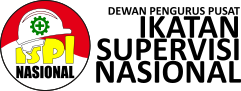 ISPI
NASIONAL
DEWAN PENGURUS PUSAT
IKATAN
SUPERVISI
NASIONAL